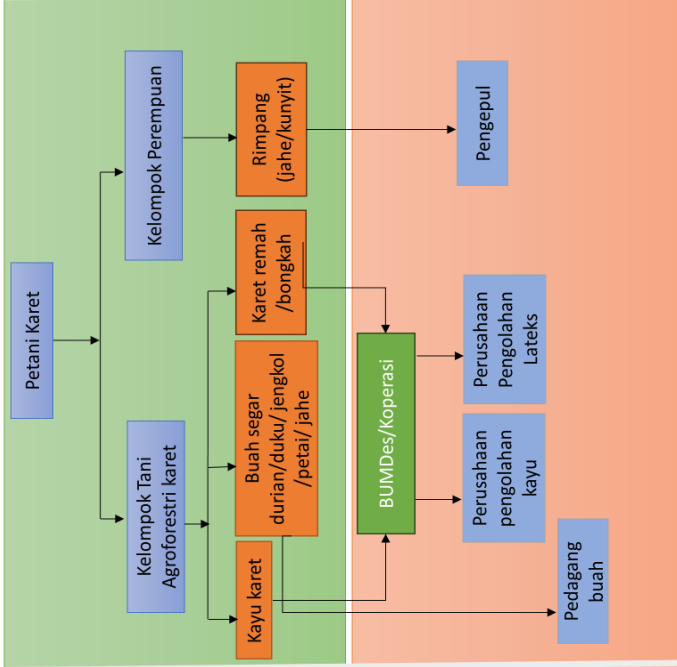 Petani Karet
Kelompok Tani
Agroforestri karet
Kelompok Perempuan
Kayu karet
Buah segar
durian/duku/ jengkol
/petai/ jahe
Karet remah
/bongkah
Rimpang
(jahe/kunyit)
BUMDes/Koperasi
Pedagang
buah
Perusahaan
pengolahan
kayu
Perusahaan
Pengolahan
Lateks
Pengepul